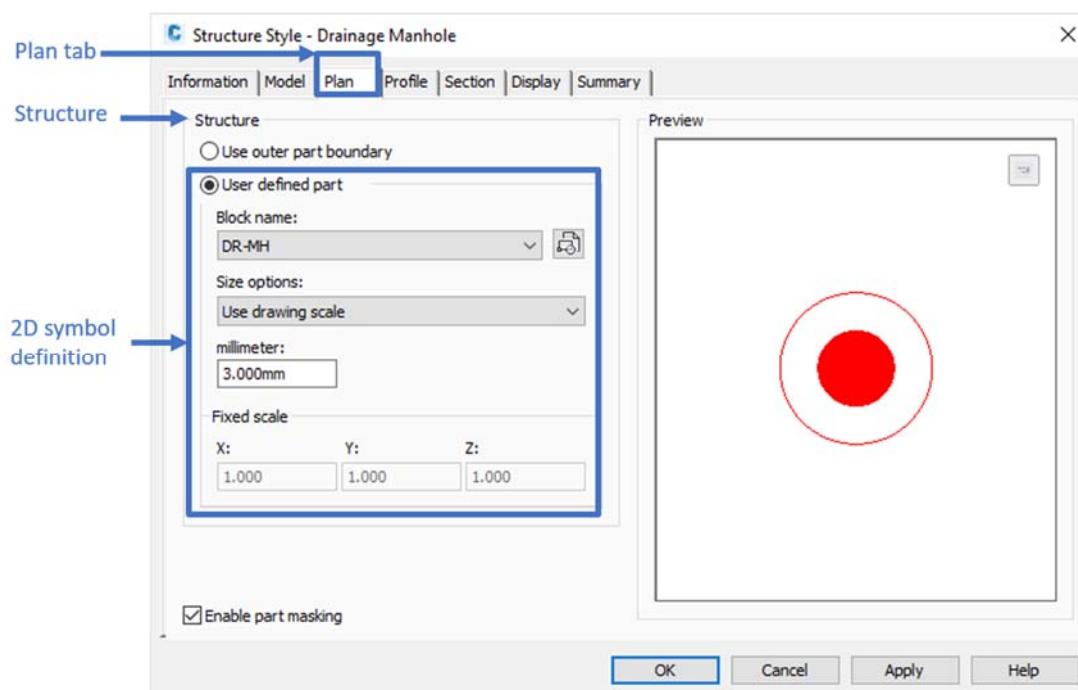 Structure Style - Drainage Manhole
Plan tab
Information Model Plan Profile Section Display Summary
Structure
Structure
Preview
Use outer part boundary
User defined part
Block name:
DR-MH
Size options:
Use drawing scale
2D symbol
definition
millimeter:
3.000mm
Fixed scale
X: Y: Z:
1.000 1.000 1.000
Enable part masking
OK Cancel Apply Help